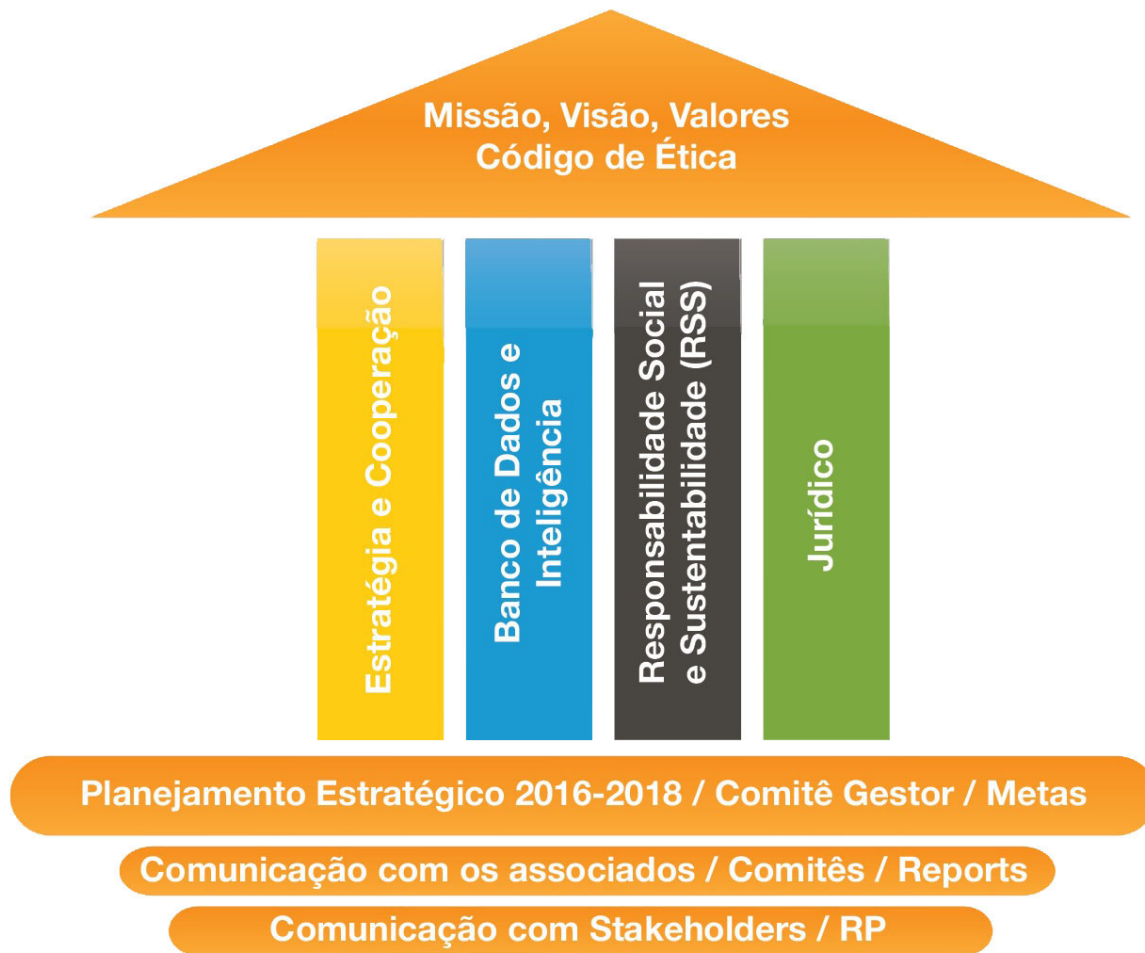 Missão, Visão, Valores
Código de Ética
Estratégia e Cooperação
Banco de Dados e
Inteligência
Responsabilidade Social
e Sustentabilidade (RSS)
Jurídico
Planejamento Estratégico 2016-2018 / Comitê Gestor / Metas
Comunicação com os associados / Comitês / Reports
Comunicação com Stakeholders / RP